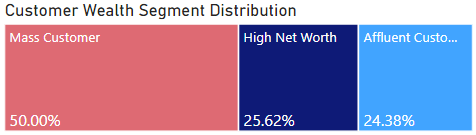 Customer Wealth Segment Distribution
Mass Customer
High Net Worth
Affluent Custo...
50.00%
25.62%
24.38%